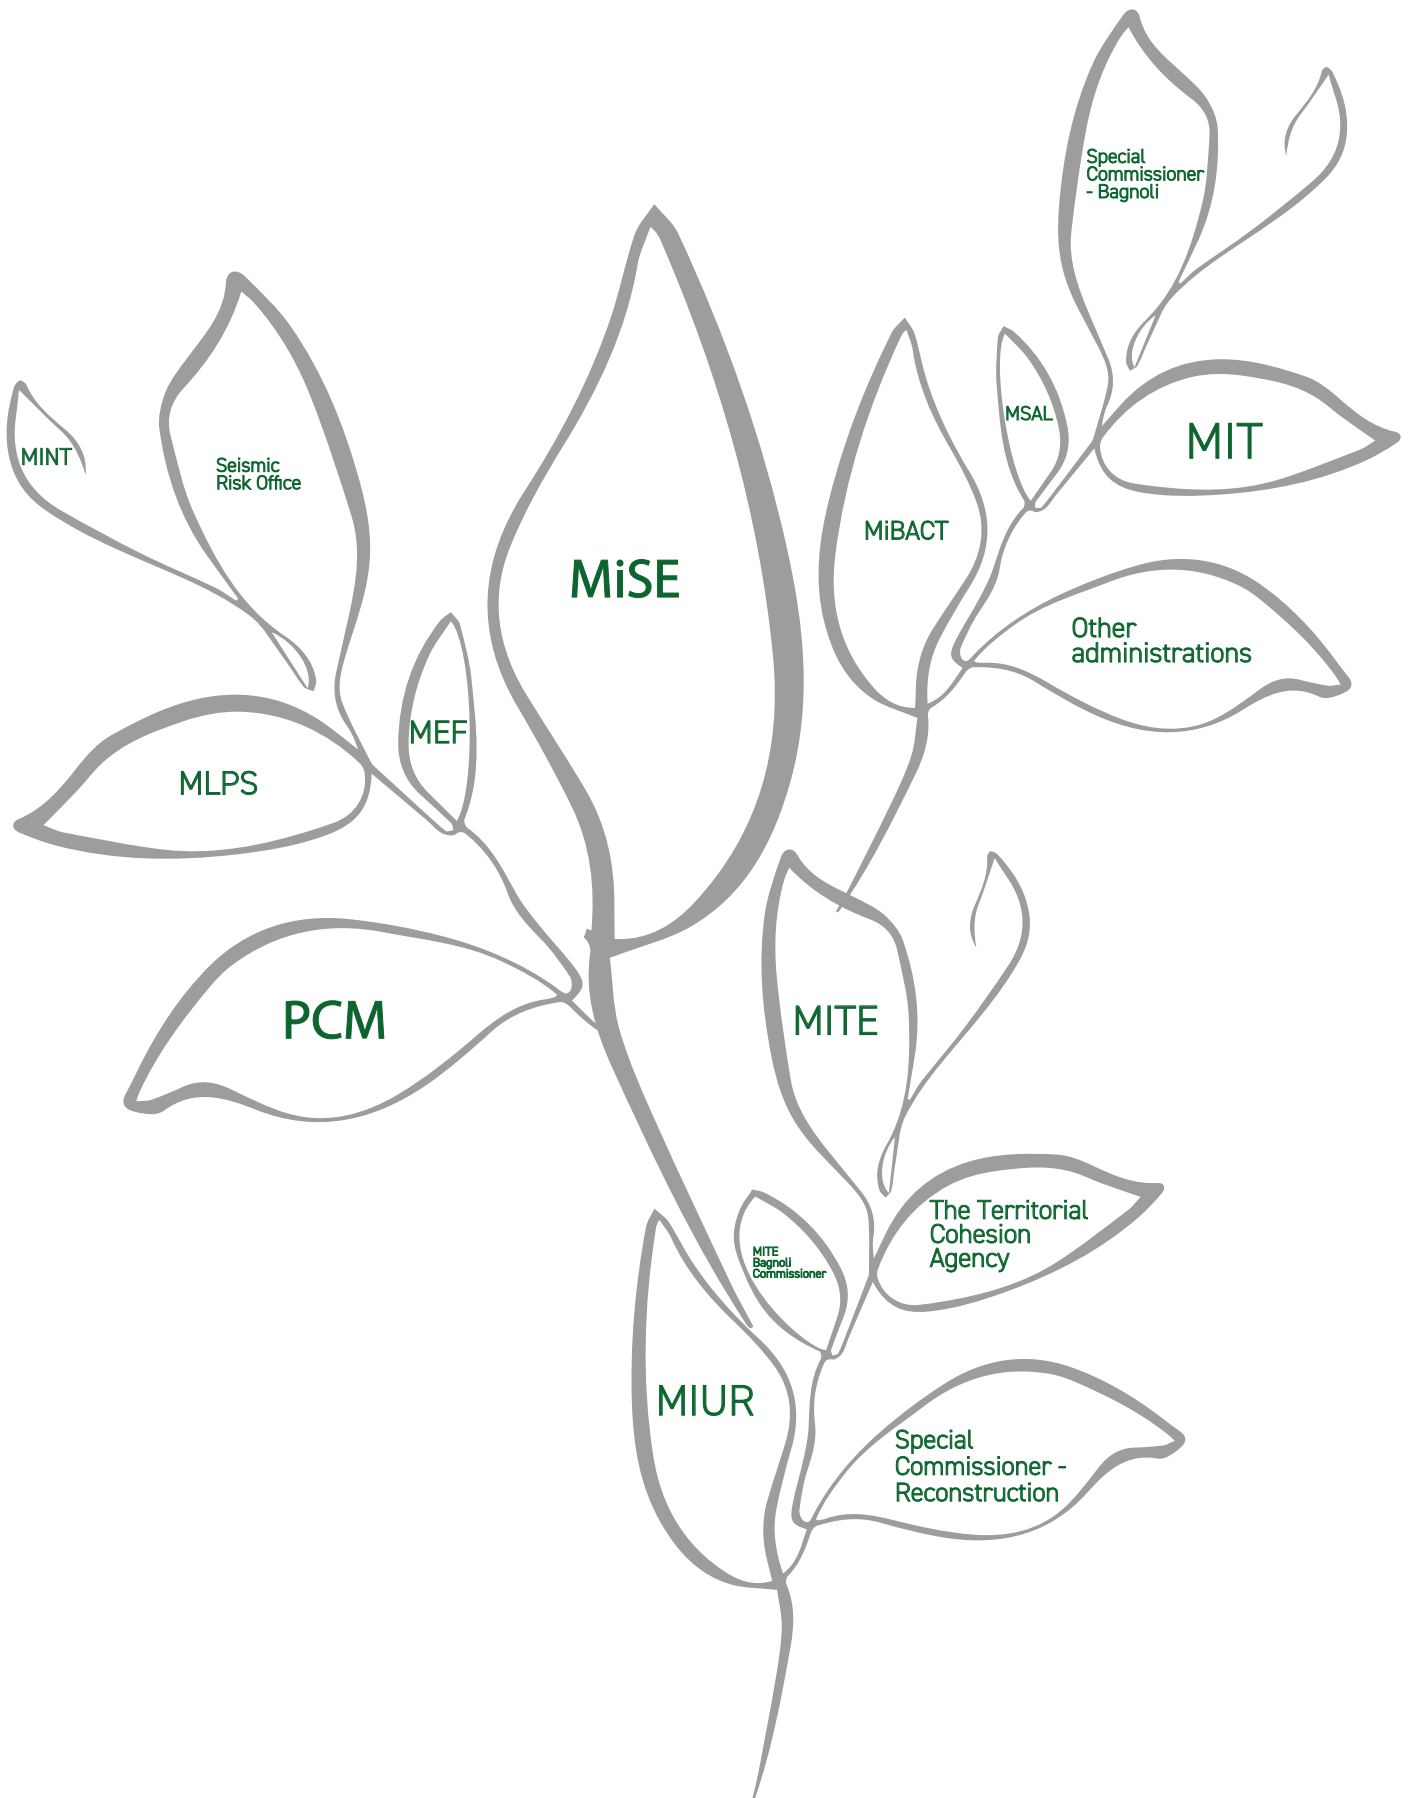 Special
Commissioner
- Bagnoli
MSAL
MIT
MINT
Seismic
Risk Office
MiBACT
MiSE
Other
administrations
MEF
MLPS
PCM
MITE
The Territorial
Cohesion
Agency
MITE
Bagnoli
Commissioner
MIUR
Special
Commissioner -
Reconstruction